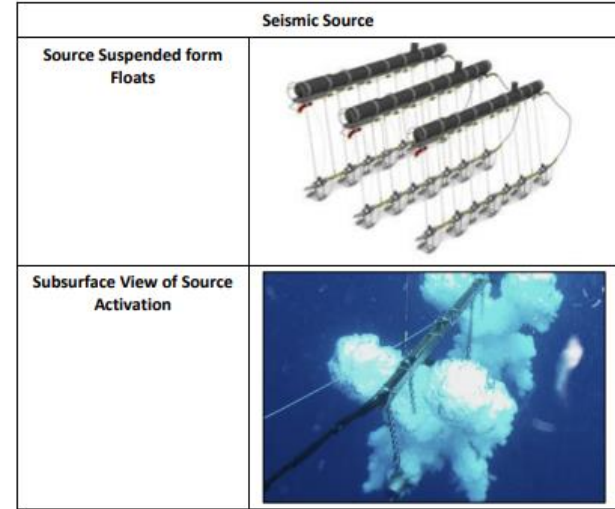 Seismic Source
Source Suspended form
Floats
Subsurface View of Source
Activation